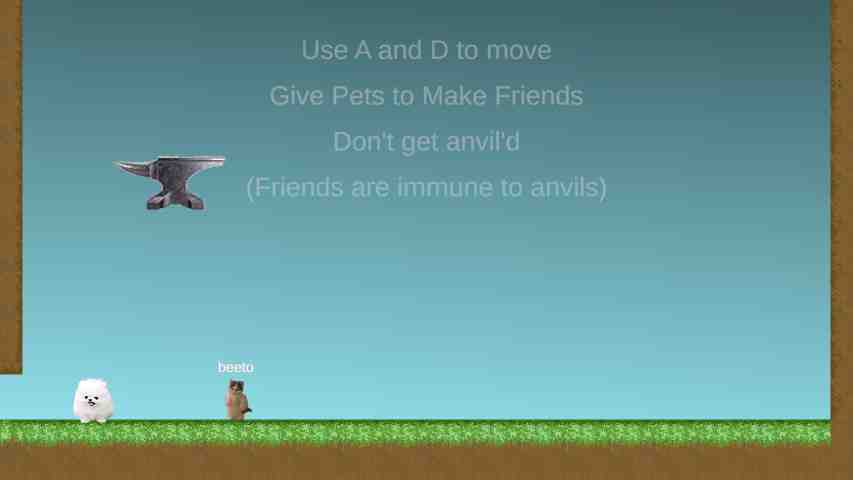 Use A and D to move
Give Pets to Make Friends
Don't get anvil'd
(Friends are immune to anvils)
beeto